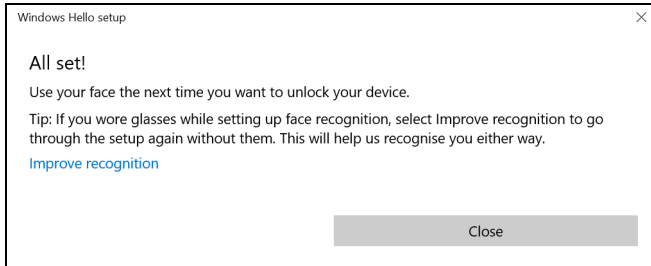 Windows Hello setup
All set!
Use your face the next time you want to unlock your device.
Tip: If you wore glasses while setting up face recognition, select Improve recognition to go
through the setup again without them. This will help us recognise you either way.
Improve recognition
Close